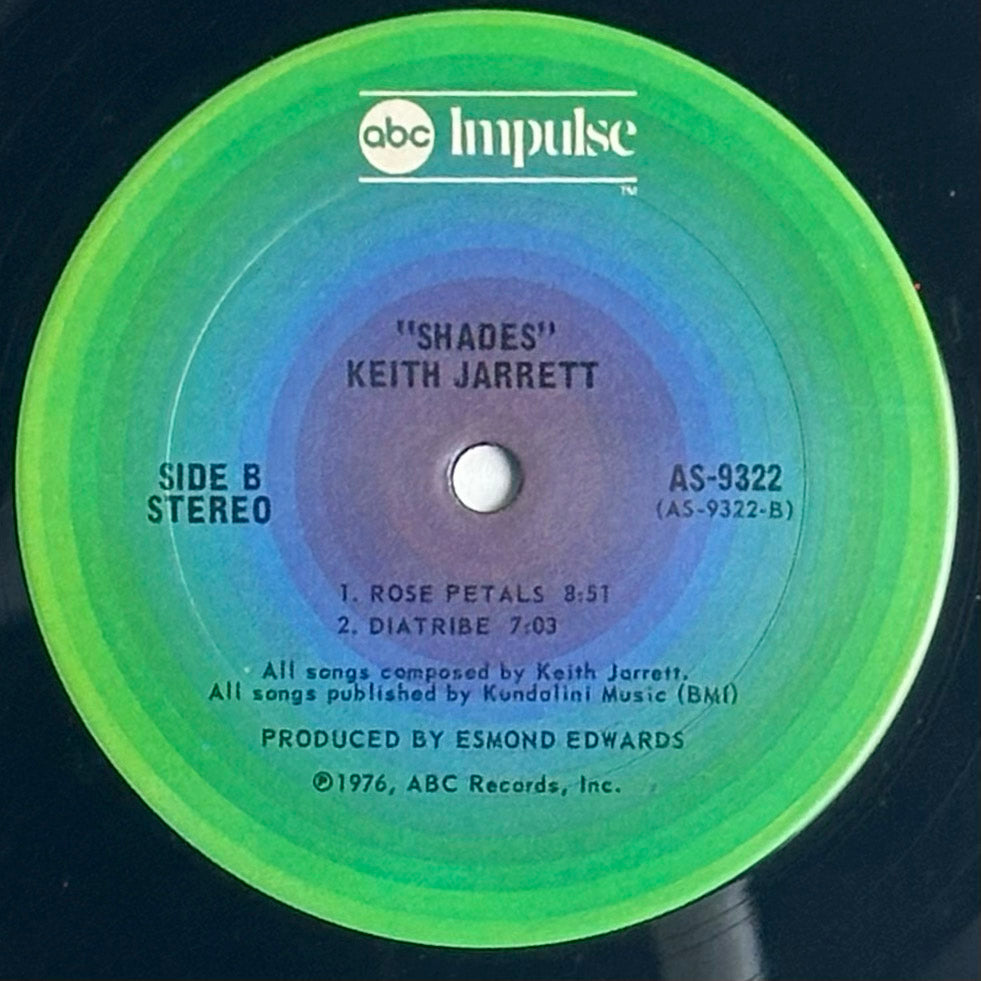 abc Impulse
TM
"SHADES"
KEITH JARRETT
SIDE B
STEREO
AS-9322
(AS-9322-B)
1. ROSE PETALS 8:51
2. DIATRIBE 7:03
All songs composed by Keith Jarrett.
All songs published by Kundalini Music (BMI)
PRODUCED BY ESMOND EDWARDS
℗1976, ABC Records, Inc.